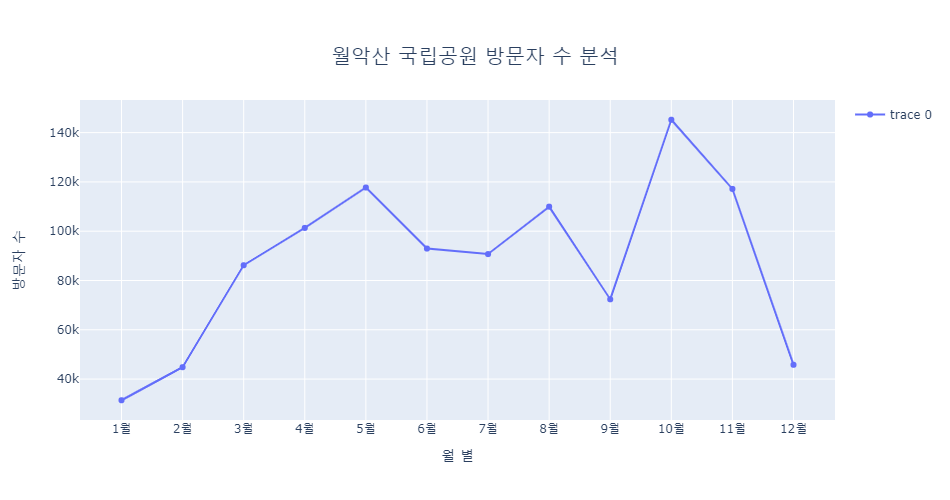 월악산 국립공원 방문자 수 분석
trace 0
방문자 수
140k
120k
100k
80k
60k
40k
1월 2월 3월 4월 5월 6월 7월 8월 9월 10월 11월 12월
월 별